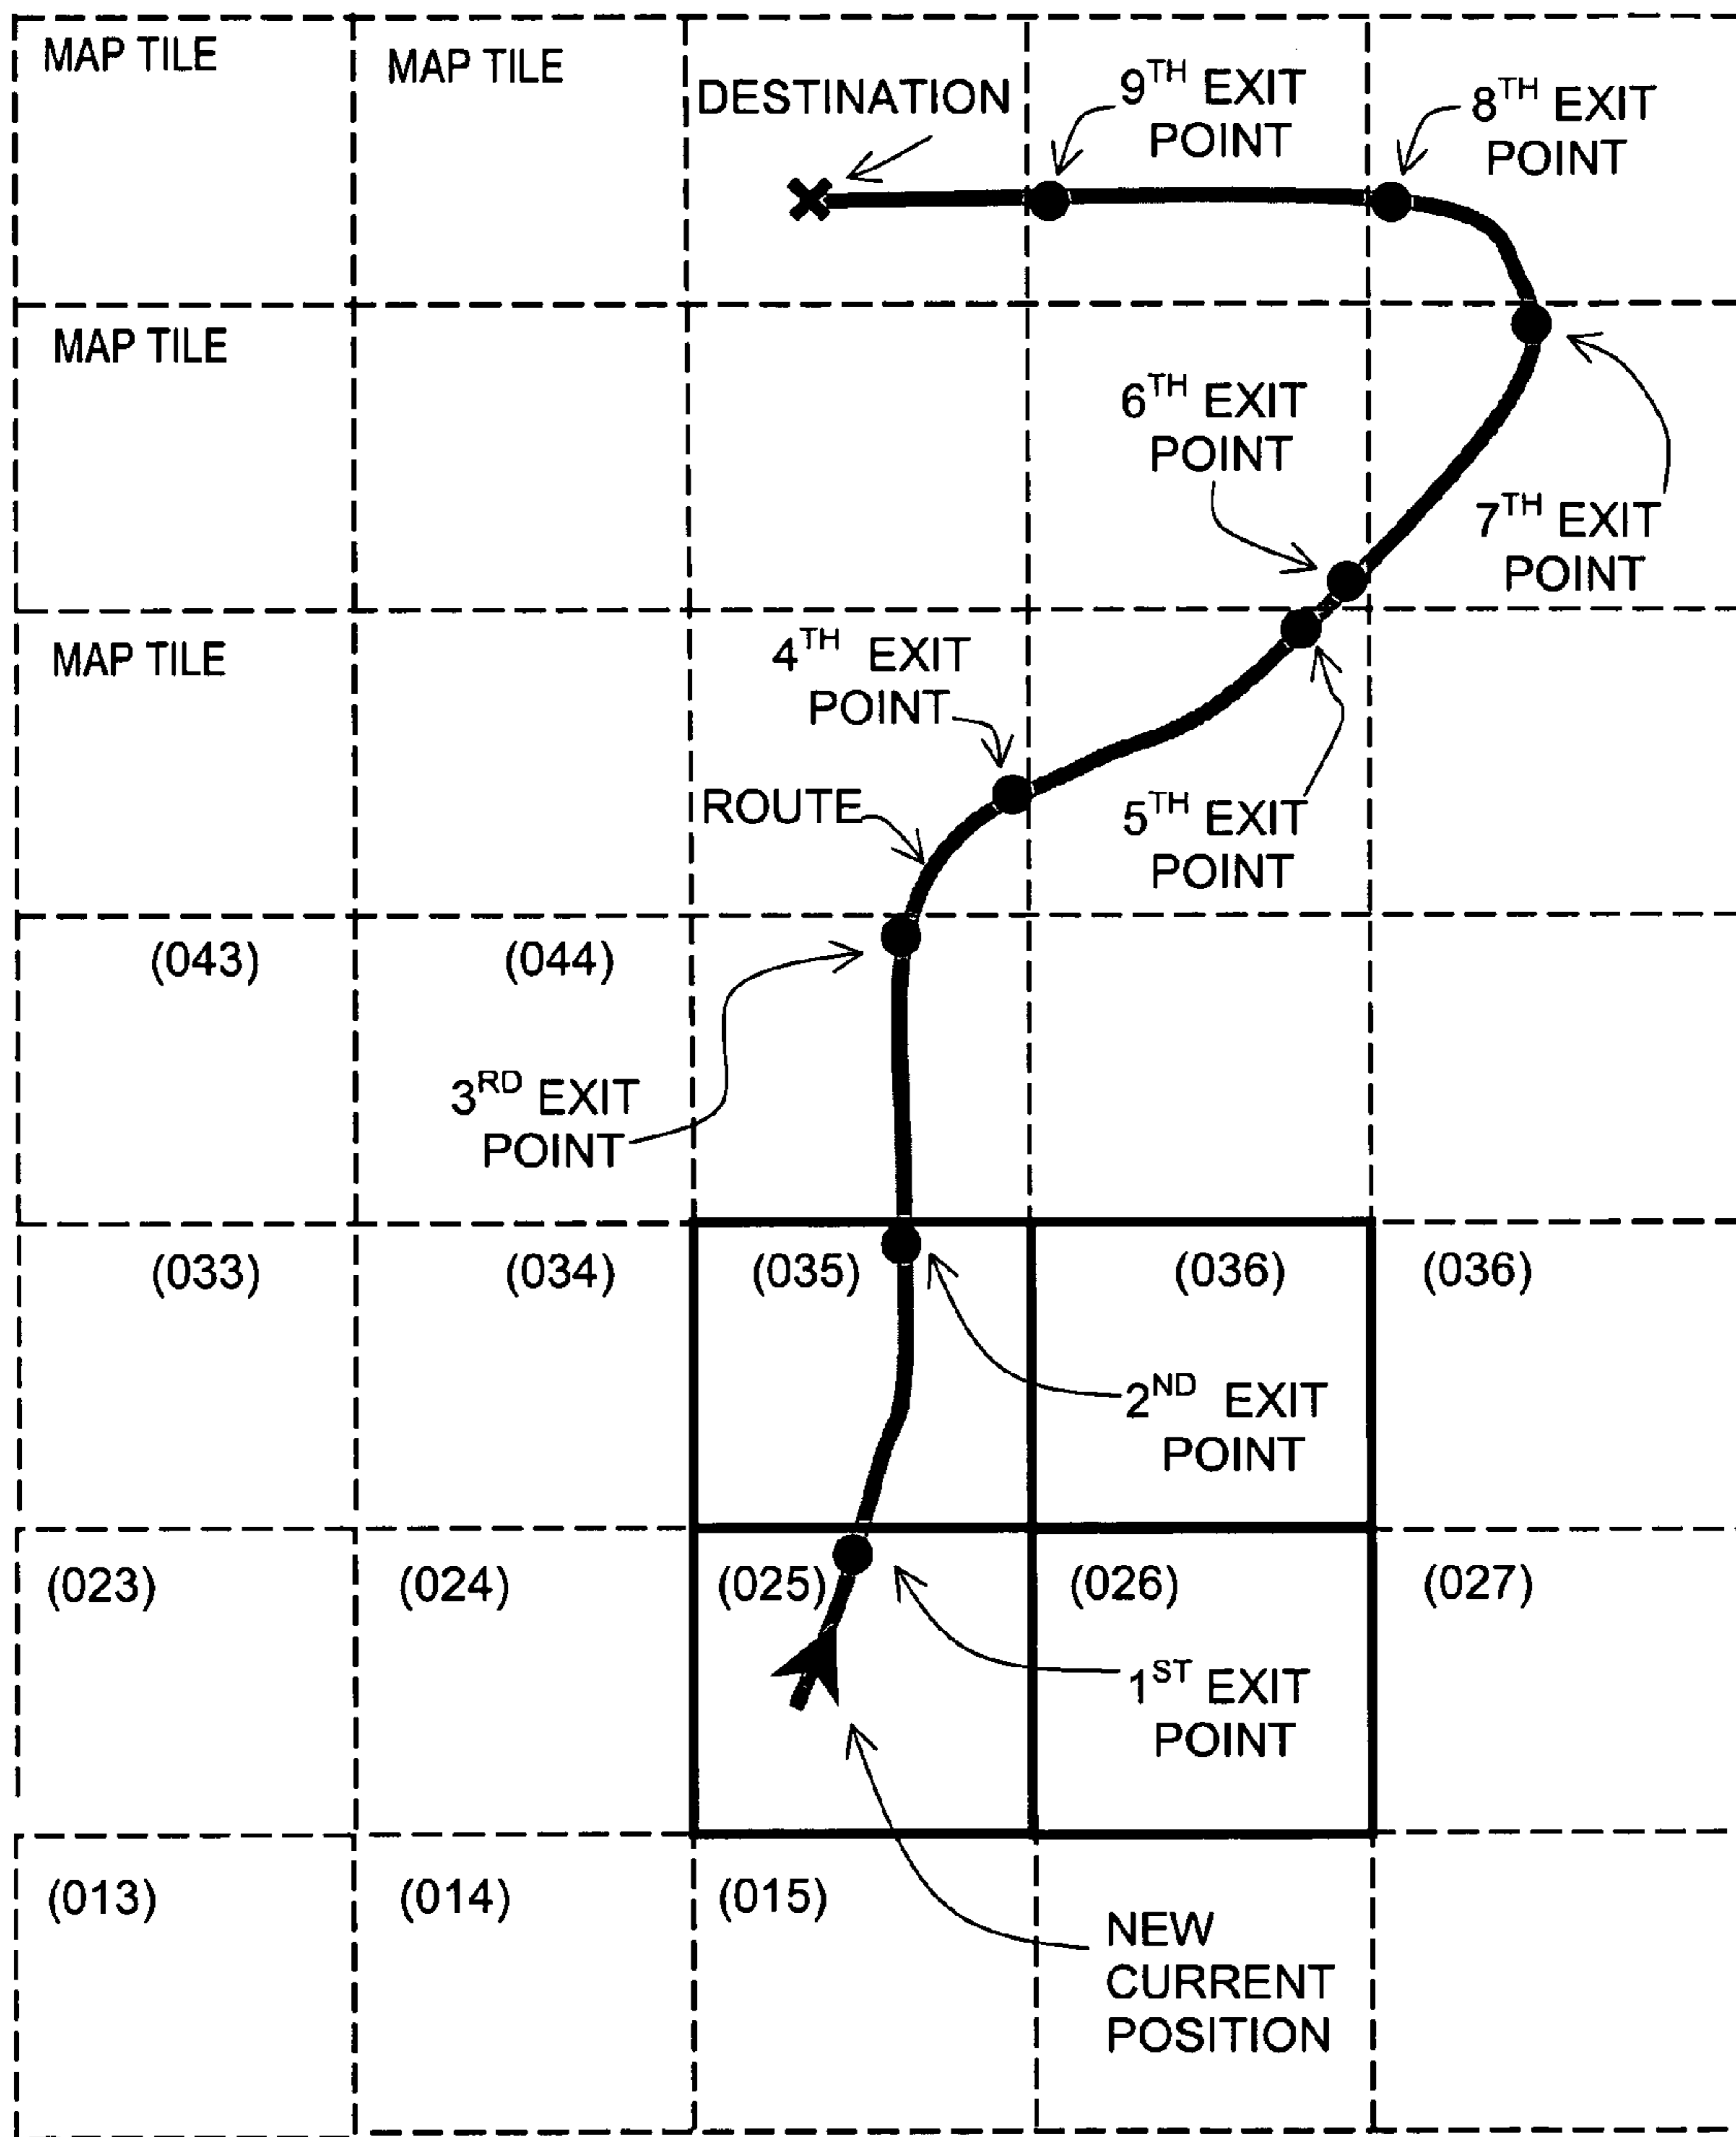 MAP TILE
MAP TILE
DESTINATION
9TH EXIT
POINT
8TH EXIT
POINT
MAP TILE
6TH EXIT
POINT
7TH EXIT
POINT
MAP TILE
4TH EXIT
POINT
ROUTE
5TH EXIT
POINT
(043)
(044)
3RD EXIT
POINT
(033)
(034)
(035)
(036)
(036)
2ND EXIT
POINT
(023)
(024)
(025)
(026)
(027)
1ST EXIT
POINT
(013)
(014)
(015)
NEW
CURRENT
POSITION